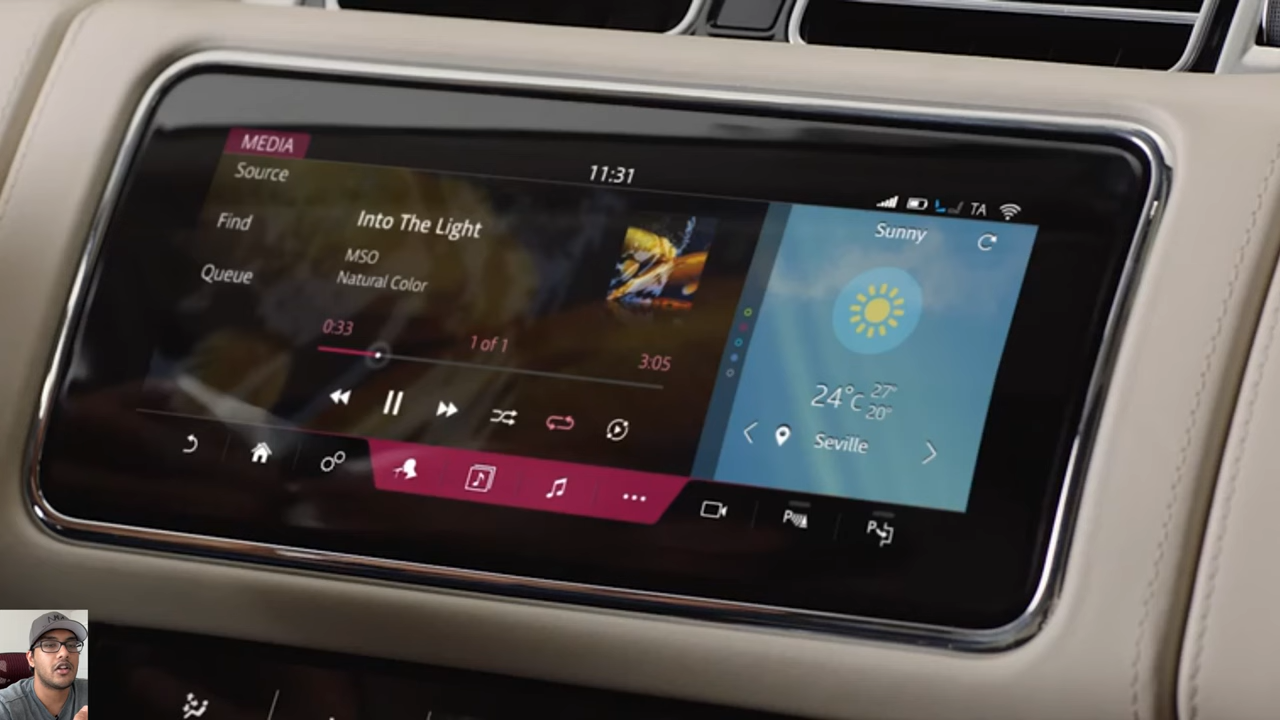 MEDIA
Source
11:31
TA
Find
Into The Light
Sunny
MSO
Queue
Natural Color
0:33
1 of 1
3:05
24°C
27°
20°
Seville
P
P